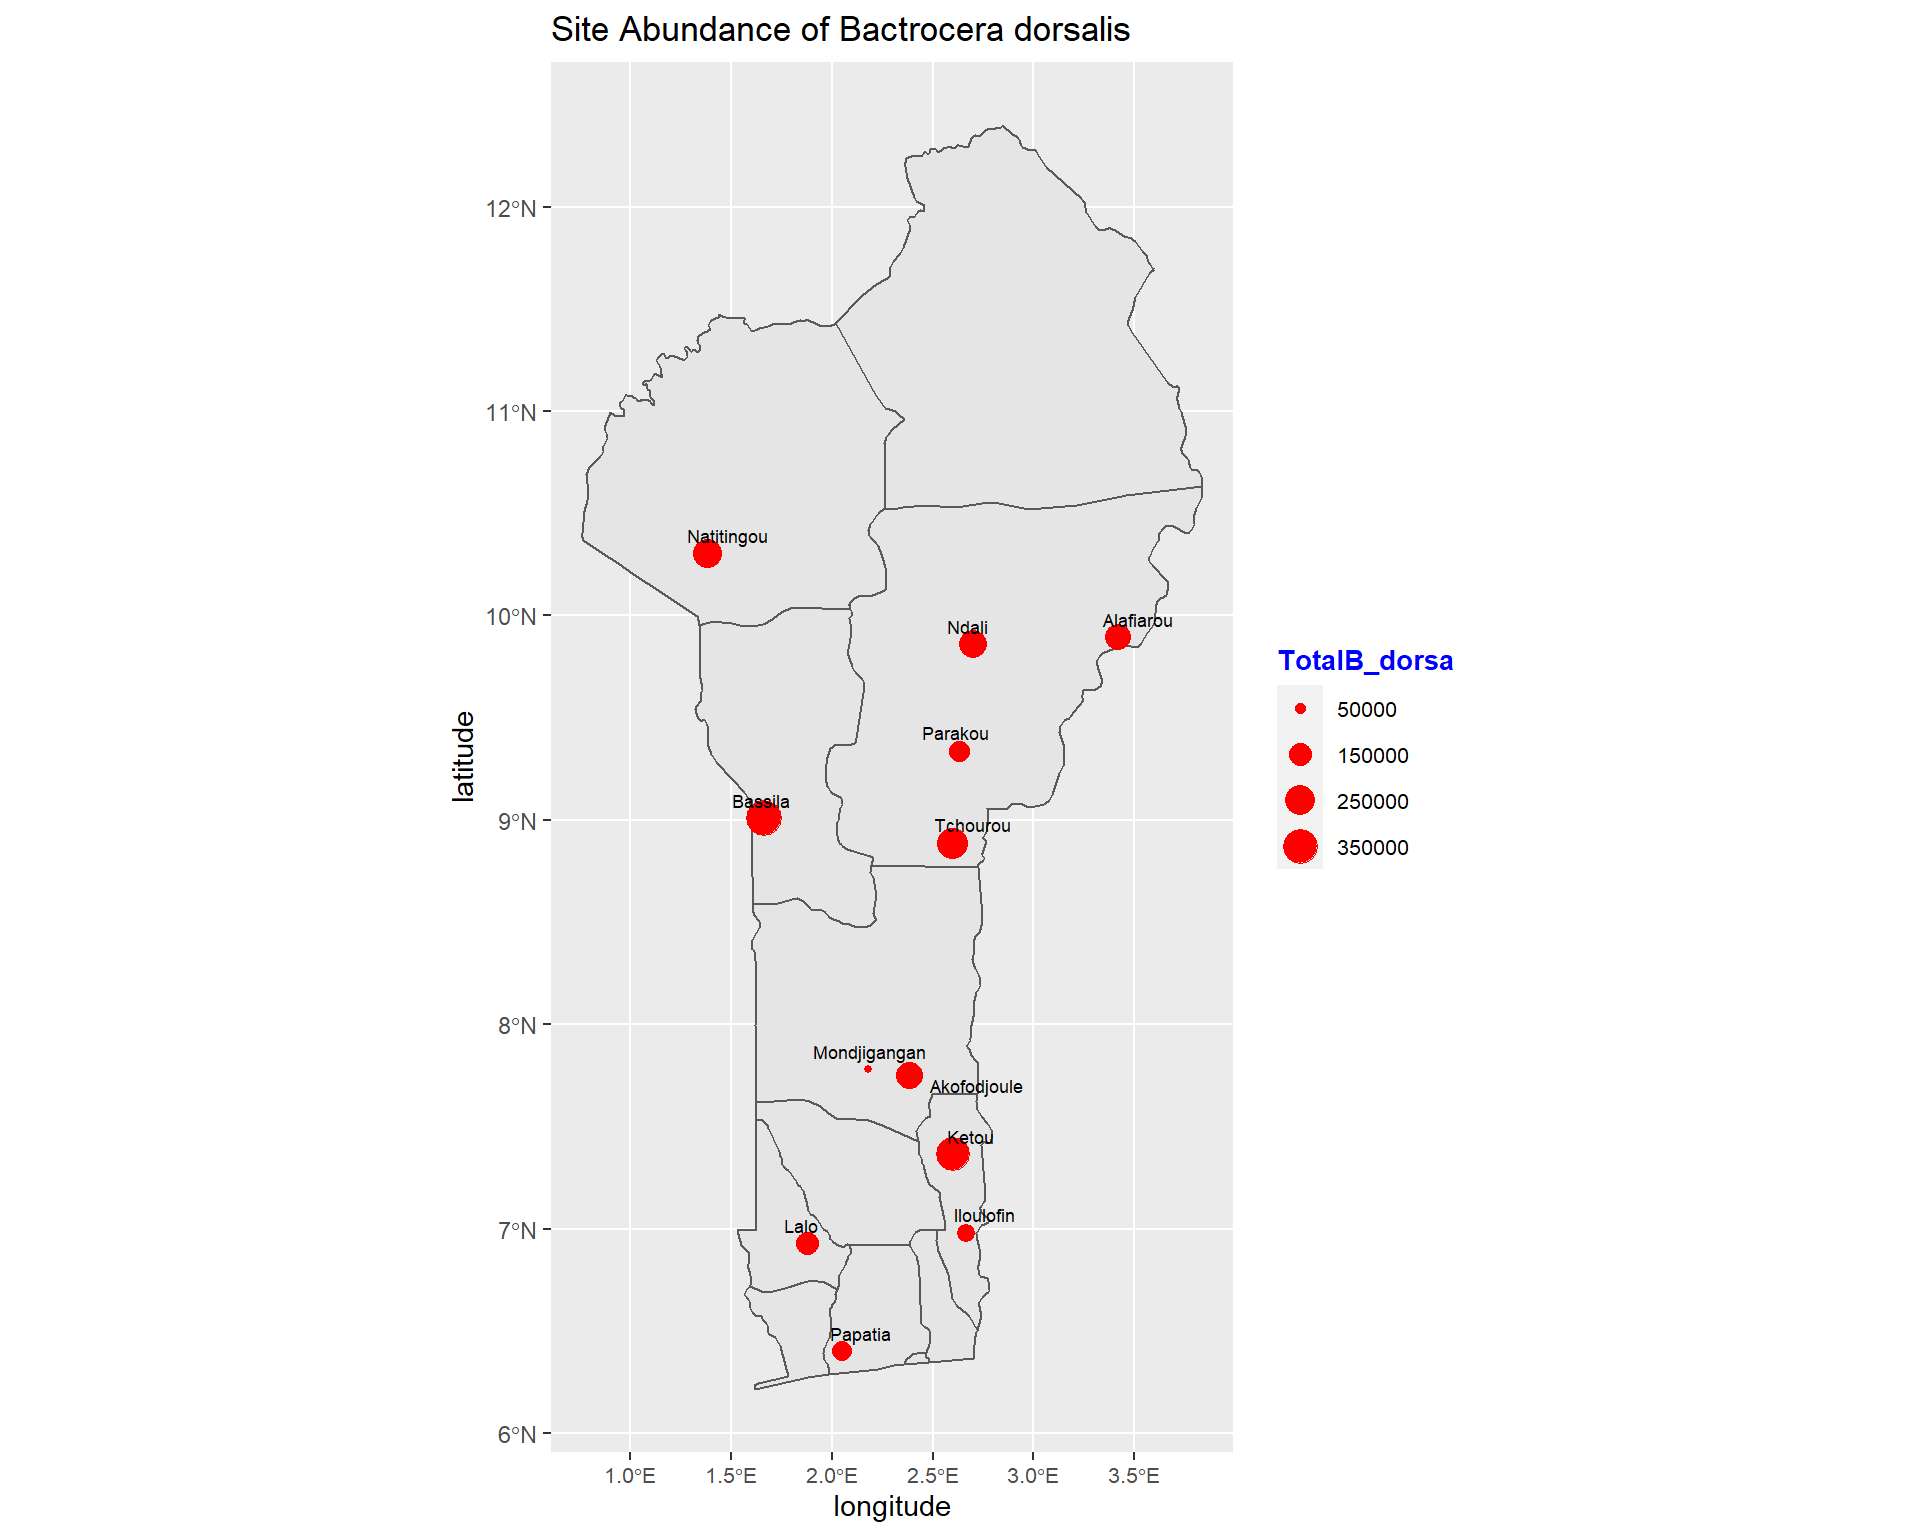 Site Abundance of Bactrocera dorsalis
12°N
11°N
10°N
9°N
8°N
7°N
6°N
latitude
Natitingou
Ndali
Alafiarou
Parakou
Bassila
Tchourou
Mondjigangan
Akofodjoule
Ketou
Iloulofin
Lalo
Papatia
1.0°E
1.5°E
2.0°E
2.5°E
3.0°E
3.5°E
longitude
TotalB_dorsa
50000
150000
250000
350000